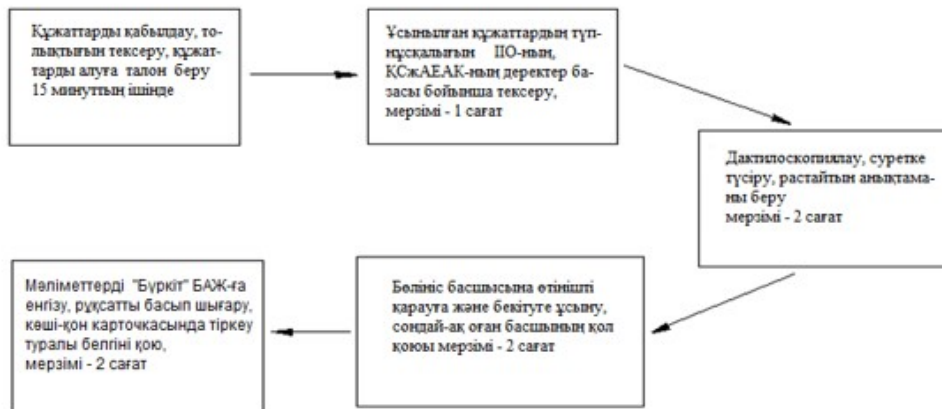 Құжаттарды қабылдау, то-
лықтығын тексеру, құжат-
тарды алуға талон беру
15 минуттың ішінде
Ұсынылған құжаттардың түп-
нұсқалығын ІІО-ның,
ҚСжАЕАК-ның деректер ба-
засы бойынша тексеру,
мерзімі - 1 сағат
Дактилоскопиялау, суретке
түсіру, растайтын анықтама-
ны беру
мерзімі - 2 сағат
Бөлініс басшысына өтінішті
қарауға және бекітуге ұсыну,
сондай-ақ оған басшының қол
қоюы мерзімі - 2 сағат
Мәліметтерді "Бүркіт" БАЖ-ға
енгізу, рұқсатты басып шығару,
көші-қон карточкасында тіркеу
туралы белгіні қою,
мерзімі - 2 сағат